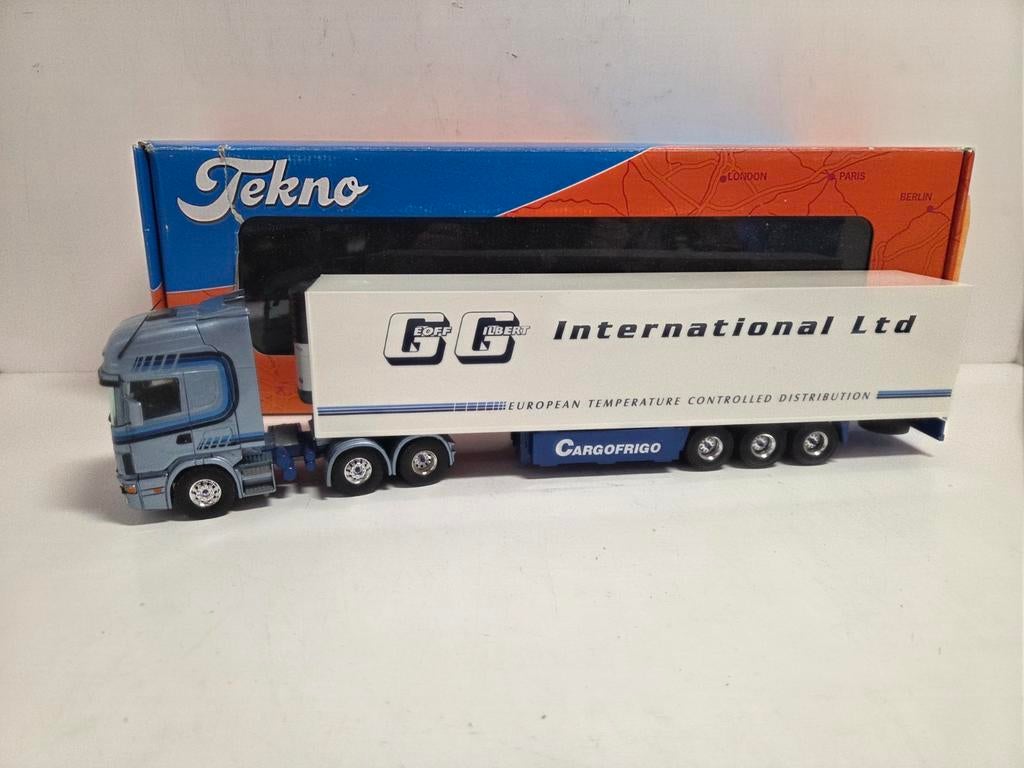 Tekno
LONDON
PARIS
BERLIN
GEOFF GILBERT International Ltd
EUROPEAN TEMPERATURE CONTROLLED DISTRIBUTION
CARGOFRIGO